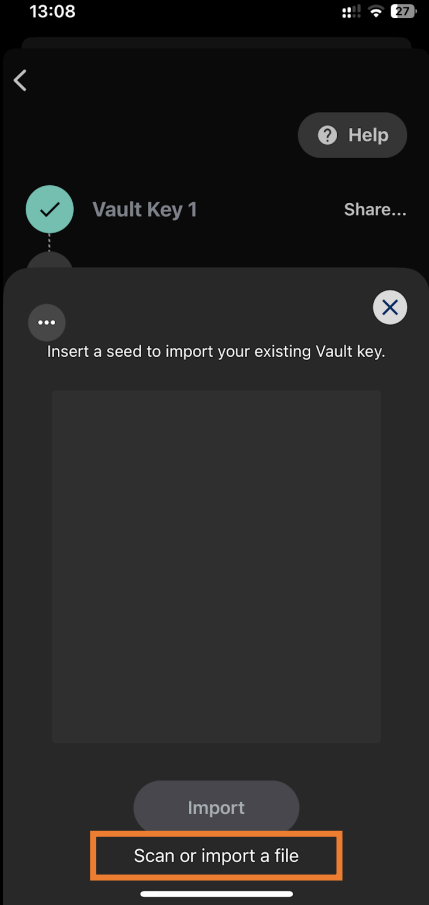 13:08
27
Help
Vault Key 1
Share...
Insert a seed to import your existing Vault key.
Import
Scan or import a file